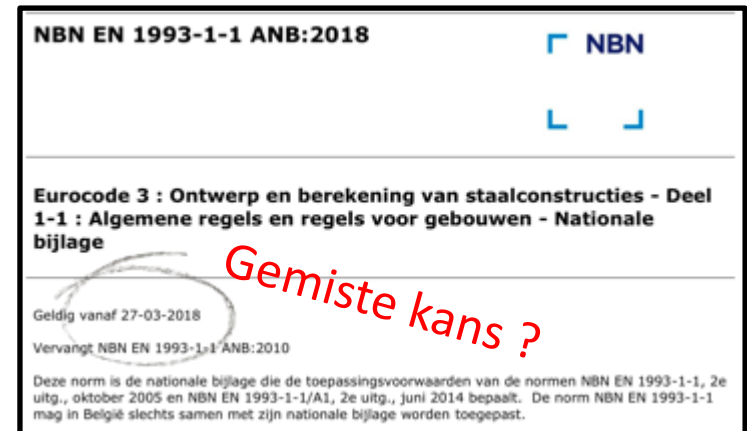 NBN EN 1993-1-1 ANB:2018
NBN
Eurocode 3 : Ontwerp en berekening van staalconstructies - Deel
1-1 : Algemene regels en regels voor gebouwen - Nationale
bijlage
Gemiste kans ?
Geldig vanaf 27-03-2018
Vervangt NBN EN 1993-1-1 ANB:2010
Deze norm is de nationale bijlage die de toepassingsvoorwaarden van de normen NBN EN 1993-1-1, 2e
uitg., oktober 2005 en NBN EN 1993-1-1/A1, 2e uitg., juni 2014 bepaalt. De norm NBN EN 1993-1-1
mag in België slechts samen met zijn nationale bijlage worden toegepast.